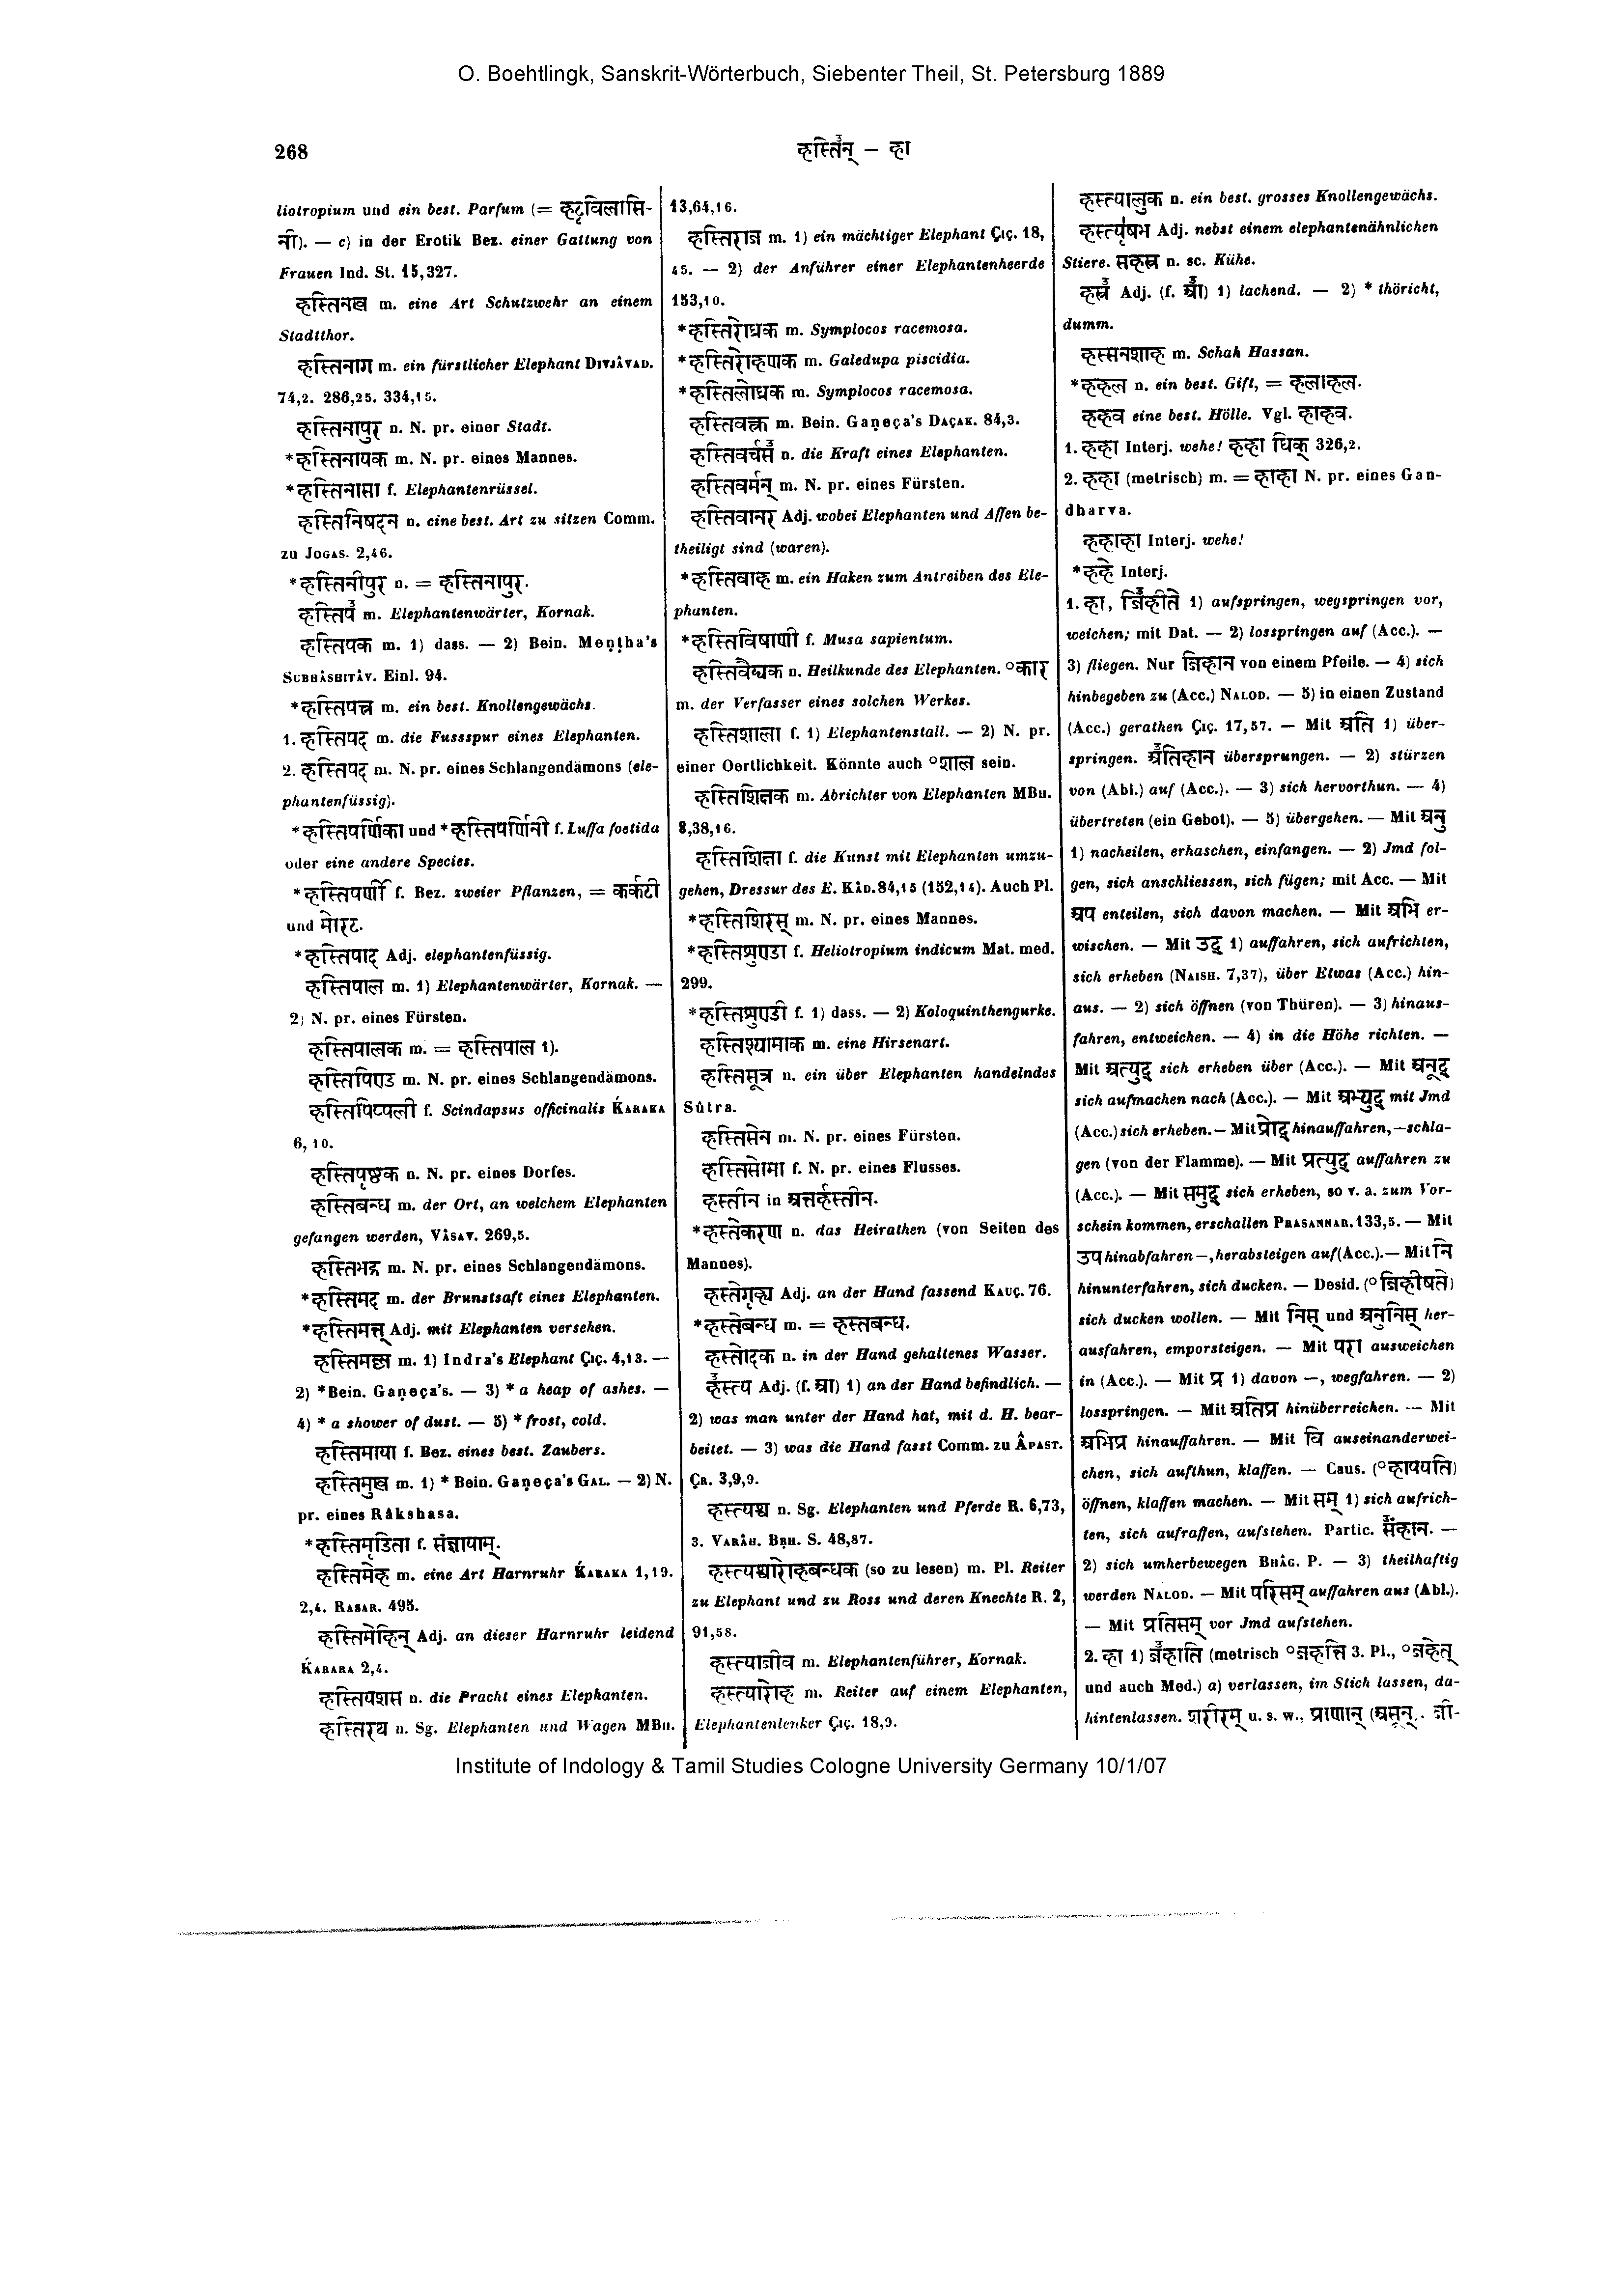 O. Boehtlingk, Sanskrit-Wörterbuch, Siebenter Theil, St. Petersburg 1889
268
हस्तिन् — हा
liotropium und ein best. Parfum (= हट्टविलासि-
नी). — c) in der Erotik Bez. einer Gattung von
Frauen Ind. St. 15,327.
हस्तिनख m. eine Art Schutzwehr an einem
Stadtthor.
हस्तिनाग m. ein fürstlicher Elephant DIVJÂVAD.
74,2. 286,25. 334,15.
हस्तिनापुर n. N. pr. einer Stadt.
*हस्तिनायक m. N. pr. eines Mannes.
*हस्तिनासा f. Elephantenrüssel.
हस्तिनिषदन n. eine best. Art zu sitzen Comm.
zu JOGAS. 2,46.
*हस्तिनीपुर n. = हस्तिनापुर.
हस्तिप m. Elephantenwärter, Kornak.
हस्तिपक m. 1) dass. — 2) Bein. Meṇṭha's
SUBHÂSHITÂV. Einl. 94.
*हस्तिपत्त्र m. ein best. Knollengewächs.
1. हस्तिपद m. die Fussspur eines Elephanten.
2. हस्तिपद m. N. pr. eines Schlangendämons (ele-
phantenfüssig).
*हस्तिपर्णिका und *हस्तिपर्णिनी f. Luffa foetida
oder eine andere Species.
*हस्तिपर्णी f. Bez. zweier Pflanzen, = कर्कटी
und मोरट.
*हस्तिपाद Adj. elephantenfüssig.
हस्तिपाल m. 1) Elephantenwärter, Kornak. —
2) N. pr. eines Fürsten.
हस्तिपालक m. = हस्तिपाल 1).
हस्तिपिण्ड m. N. pr. eines Schlangendämons.
हस्तिपिप्पली f. Scindapsus officinalis ḰARAKA
6, 10.
हस्तिपृष्ठक n. N. pr. eines Dorfes.
हस्तिबन्ध m. der Ort, an welchem Elephanten
gefangen werden, VÂSAV. 269,5.
हस्तिभद्र m. N. pr. eines Schlangendämons.
*हस्तिमद m. der Brunstsaft eines Elephanten.
*हस्तिमत्त् Adj. mit Elephanten versehen.
हस्तिमल्ल m. 1) Indra's Elephant ÇIÇ. 4,13. —
2) *Bein. Gaṇeça's. — 3) * a heap of ashes. —
4) * a shower of dust. — 5) * frost, cold.
हस्तिमाया f. Bez. eines best. Zaubers.
हस्तिमुख m. 1) * Bein. Gaṇeça's GAL. — 2) N.
pr. eines Râkshasa.
*हस्तिमृडिता f. संज्ञायाम्.
हस्तिमेह m. eine Art Harnruhr ḰARAKA 1,19.
2,4. RASAR. 495.
हस्तिमेहिन् Adj. an dieser Harnruhr leidend
ḰARAKA 2,4.
हस्तियशस n. die Pracht eines Elephanten.
हस्तिरथ n. Sg. Elephanten und Wagen MBH.
13,64,16.
हस्तिराज m. 1) ein mächtiger Elephant ÇIÇ. 18,
45. — 2) der Anführer einer Elephantenheerde
153,10.
*हस्तिरोध्रक m. Symplocos racemosa.
*हस्तिरोहणक m. Galedupa piscidia.
*हस्तिलोध्रक m. Symplocos racemosa.
हस्तिवक्त्र m. Bein. Gaṇeça's DAÇAK. 84,3.
हस्तिवर्चस n. die Kraft eines Elephanten.
हस्तिवर्मन् m. N. pr. eines Fürsten.
हस्तिवानर Adj. wobei Elephanten und Affen be-
theiligt sind (waren).
*हस्तिवाह m. ein Haken zum Antreiben des Ele-
phanten.
*हस्तिविषाणी f. Musa sapientum.
हस्तिवैद्यक n. Heilkunde des Elephanten. °कार
m. der Verfasser eines solchen Werkes.
हस्तिशाला f. 1) Elephantenstall. — 2) N. pr.
einer Oertlichkeit. Könnte auch °शाल sein.
हस्तिशिक्षक m. Abrichter von Elephanten MBH.
8,38,16.
हस्तिशिक्षा f. die Kunst mit Elephanten umzu-
gehen, Dressur des E. KÂD. 84,15 (152,14). Auch Pl.
*हस्तिशिरस् m. N. pr. eines Mannes.
*हस्तिशुण्डा f. Heliotropium indicum Mat. med.
299.
*हस्तिशुण्डी f. 1) dass. — 2) Koloquinthengurke.
हस्तिश्यामाक m. eine Hirsenart.
हस्तिसूत्र n. ein über Elephanten handelndes
Sûtra.
हस्तिसेन m. N. pr. eines Fürsten.
हस्तिसोमा f. N. pr. eines Flusses.
हस्तीन in अत्तर्हस्तीन.
*हस्तेकरण n. das Heirathen (von Seiten des
Mannes).
हस्तेगृह्य Adj. an der Hand fassend KAUÇ. 76.
*हस्तेबन्ध m. = हस्तबन्ध.
हस्तोदक n. in der Hand gehaltenes Wasser.
हस्त्य Adj. (f. आ) 1) an der Hand befindlich. —
2) was man unter der Hand hat, mit d. H. bear-
beitet. — 3) was die Hand fasst Comm. zu ÂPAST.
ÇR. 3,9,9.
हस्त्यश्व n. Sg. Elephanten und Pferde R. 6,73,
3. VARÂH. BṚH. S. 48,87.
हस्त्यश्वारोहबन्धक (so zu lesen) m. Pl. Reiter
zu Elephant und zu Ross und deren Knechte R. 2,
91,58.
हस्त्याजीव m. Elephantenführer, Kornak.
हस्त्यारोह m. Reiter auf einem Elephanten,
Elephantenlenker ÇIÇ. 18,9.
हस्त्यालुक n. ein best. grosses Knollengewächs.
हस्त्यृषभ Adj. nebst einem elephantenähnlichen
Stiere. सहस्र n. sc. Kühe.
हस्र Adj. (f. आ) 1) lachend. — 2) * thöricht,
dumm.
हस्सनशाह m. Schah Hassan.
*हहल n. ein best. Gift, = हलाहल.
हहव eine best. Hölle. Vgl. हाहव.
1. हहा Interj. wehe! हहा धिक् 326,2.
2. हहा (metrisch) m. = हाहा N. pr. eines Gan-
dharva.
हहाहा Interj. wehe!
*हहे Interj.
1. हा, जिहीते 1) aufspringen, wegspringen vor,
weichen; mit Dat. — 2) losspringen auf (Acc.). —
3) fliegen. Nur जिहान von einem Pfeile. — 4) sich
hinbegeben zu (Acc.) NALOD. — 5) in einen Zustand
(Acc.) gerathen ÇIÇ. 17,57. — Mit अति 1) über-
springen. अतिहान übersprungen. — 2) stürzen
von (Abl.) auf (Acc.). — 3) sich hervorthun. — 4)
übertreten (ein Gebot). — 5) übergehen. — Mit अनु
1) nacheilen, erhaschen, einfangen. — 2) Jmd fol-
gen, sich anschliessen, sich fügen; mit Acc. — Mit
अप enteilen, sich davon machen. — Mit अभि er-
wischen. — Mit उद् 1) auffahren, sich aufrichten,
sich erheben (NAISH. 7,37), über Etwas (Acc.) hin-
aus. — 2) sich öffnen (von Thüren). — 3) hinaus-
fahren, entweichen. — 4) in die Höhe richten. —
Mit अत्युद् sich erheben über (Acc.). — Mit अनूद्
sich aufmachen nach (Acc.). — Mit अभ्युद् mit Jmd
(Acc.) sich erheben. — Mit प्रोद् hinauffahren, —schla-
gen (von der Flamme). — Mit प्रत्युद् auffahren zu
(Acc.). — Mit समुद् sich erheben, so v. a. zum Vor-
schein kommen, erschallen PRASANNAR. 133,5. — Mit
उप hinabfahren —, herabsteigen auf (Acc.). — Mit नि
hinunterfahren, sich ducken. — Desid. (°जिहीषते)
sich ducken wollen. — Mit निस् und अनुनिस् her-
ausfahren, emporsteigen. — Mit परा ausweichen
in (Acc.). — Mit प्र 1) davon —, wegfahren. — 2)
losspringen. — Mit अतिप्र hinüberreichen. — Mit
अभिप्र hinauffahren. — Mit वि auseinanderwei-
chen, sich aufthun, klaffen. — Caus. (°हापयति)
öffnen, klaffen machen. — Mit सम् 1) sich aufrich-
ten, sich aufraffen, aufstehen. Partic. संहान. —
2) sich umherbewegen BHÂG. P. — 3) theilhaftig
werden NALOD. — Mit परिसम् auffahren aus (Abl.).
— Mit प्रतिसम् vor Jmd aufstehen.
2. हा 1) जहाति (metrisch °जहत्ति 3. Pl., °जहेत्
und auch Med.) a) verlassen, im Stich lassen, da-
hintenlassen. शरीरम् u. s. w., प्राणान् (असून्, जी-
Institute of Indology & Tamil Studies Cologne University Germany 10/1/07